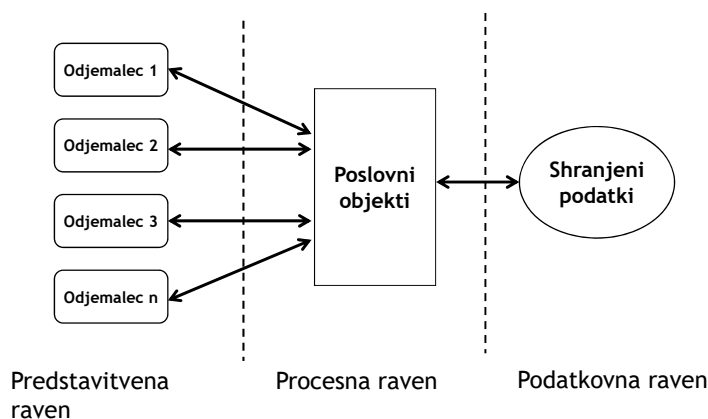 Odjemalec 1
Odjemalec 2
Odjemalec 3
Odjemalec n
Poslovni
objekti
Shranjeni
podatki
Predstavitvena
raven
Procesna raven
Podatkovna raven